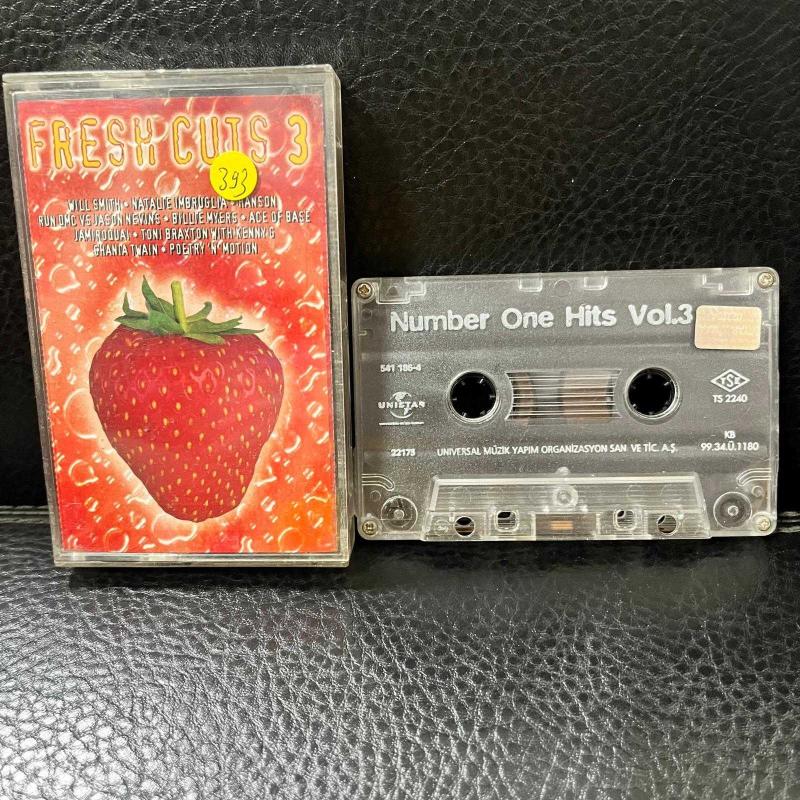 FRESH CUTS 3
393
WILL SMITH • NATALIE IMBRUGLIA • HANSON
RUN DMC VS JASON NEVINS • BILLIE MYERS • ACE OF BASE
JAMIROQUAI • TONI BRAXTON WITH KENNY G
SHANIA TWAIN • POETRY 'N' MOTION
Number One Hits Vol.3
541 186-4
UNISTAR
TSE
TS 2240
22175
UNIVERSAL MÜZİK YAPIM ORGANİZASYON SAN VE TİC. A.Ş.
KB
99.34.Ü.1180